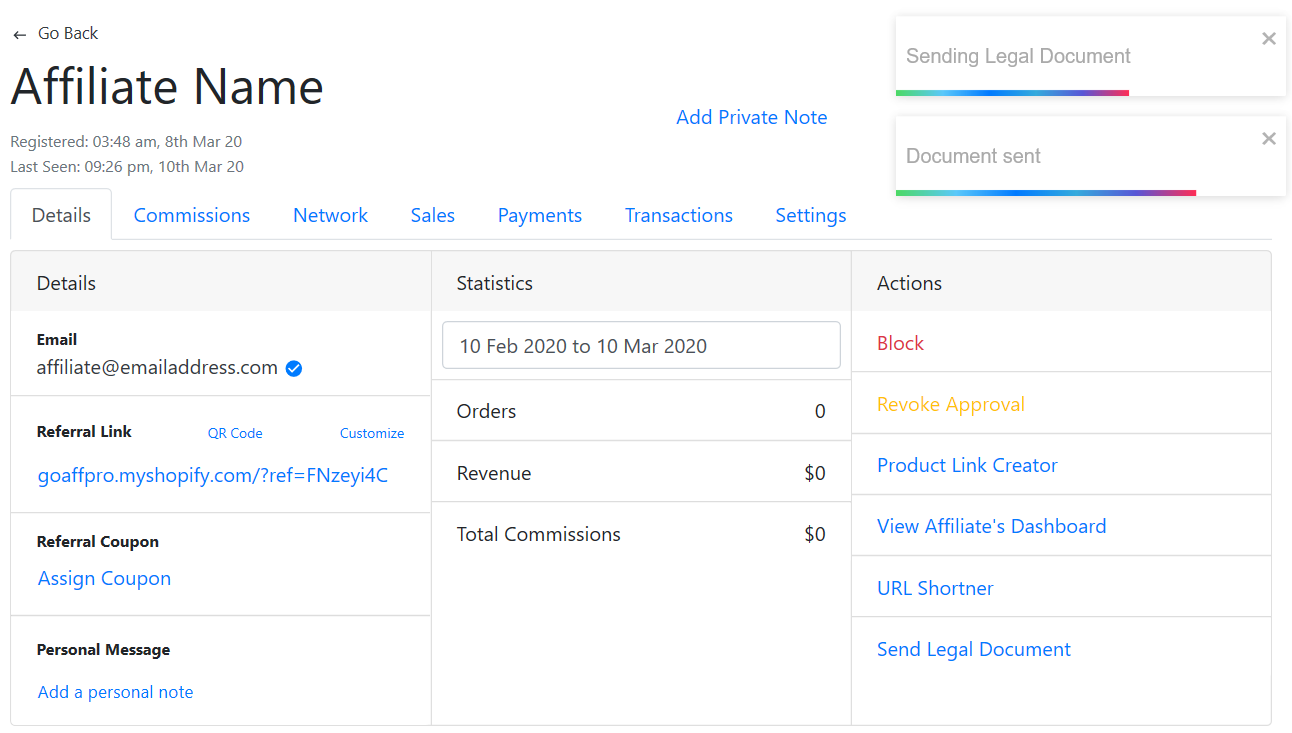 ← Go Back
Affiliate Name
Registered: 03:48 am, 8th Mar 20
Last Seen: 09:26 pm, 10th Mar 20
Add Private Note
Sending Legal Document
Document sent
Details Commissions Network Sales Payments Transactions Settings
Details
Email
affiliate@emailaddress.com
Referral Link QR Code Customize
goaffpro.myshopify.com/?ref=FNzeyi4C
Referral Coupon
Assign Coupon
Personal Message
Add a personal note
Statistics
10 Feb 2020 to 10 Mar 2020
Orders 0
Revenue $0
Total Commissions $0
Actions
Block
Revoke Approval
Product Link Creator
View Affiliate's Dashboard
URL Shortner
Send Legal Document